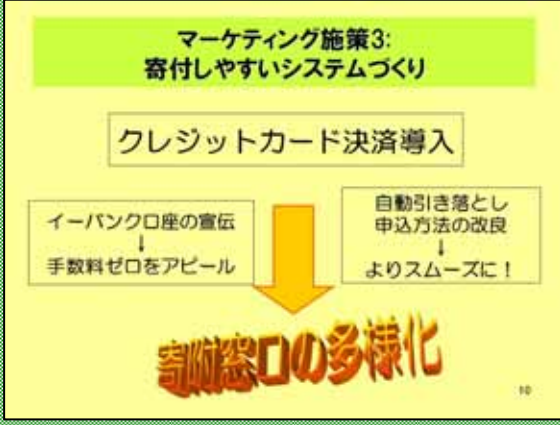 マーケティング施策3:
寄付しやすいシステムづくり
クレジットカード決済導入
イーバンク口座の宣伝
↓
手数料ゼロをアピール
自動引き落とし
申込方法の改良
↓
よりスムーズに！
寄附窓口の多様化
10